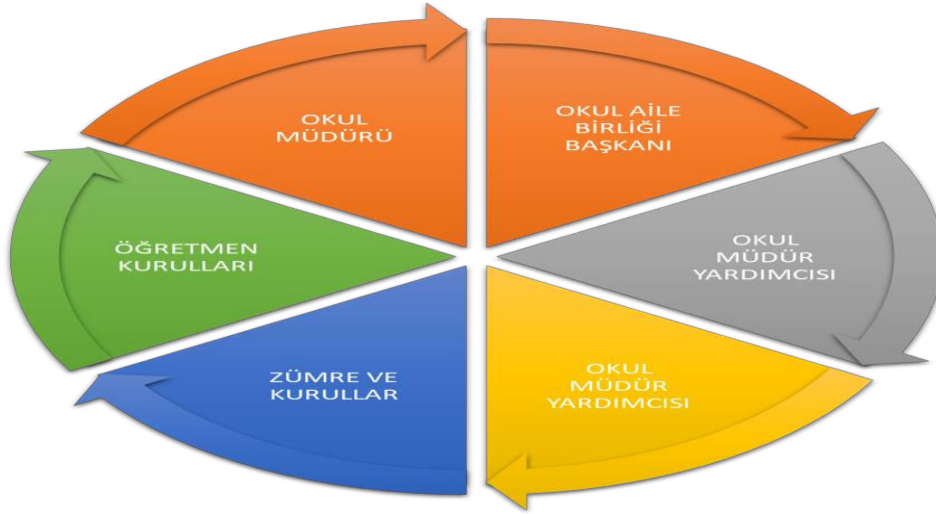 OKUL
MÜDÜRÜ
OKUL AİLE
BİRLİĞİ
BAŞKANI
OKUL
MÜDÜR
YARDIMCISI
OKUL
MÜDÜR
YARDIMCISI
ZÜMRE VE
KURULLAR
ÖĞRETMEN
KURULLARI